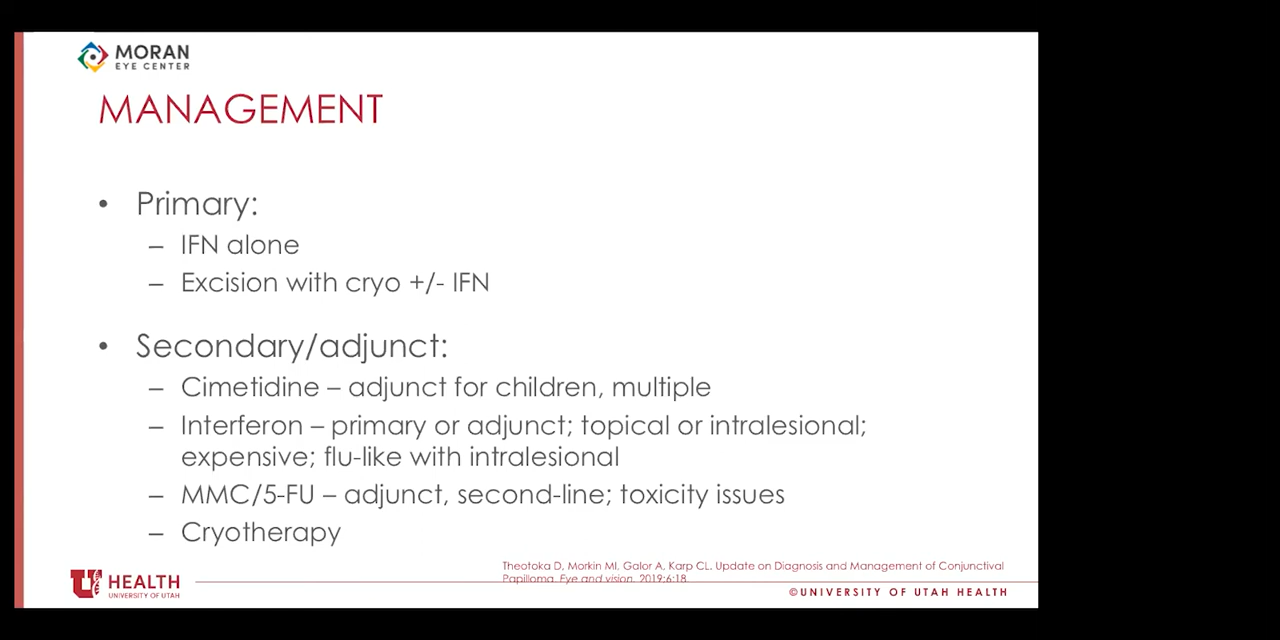 MORAN
EYE CENTER
MANAGEMENT
• Primary:
– IFN alone
– Excision with cryo +/- IFN
• Secondary/adjunct:
– Cimetidine – adjunct for children, multiple
– Interferon – primary or adjunct; topical or intralesional;
expensive; flu-like with intralesional
– MMC/5-FU – adjunct, second-line; toxicity issues
– Cryotherapy
Theotoka D, Morkin MI, Galor A, Karp CL. Update on Diagnosis and Management of Conjunctival
Papilloma. Eye and vision. 2019;6:18.
U HEALTH
UNIVERSITY OF UTAH
©UNIVERSITY OF UTAH HEALTH